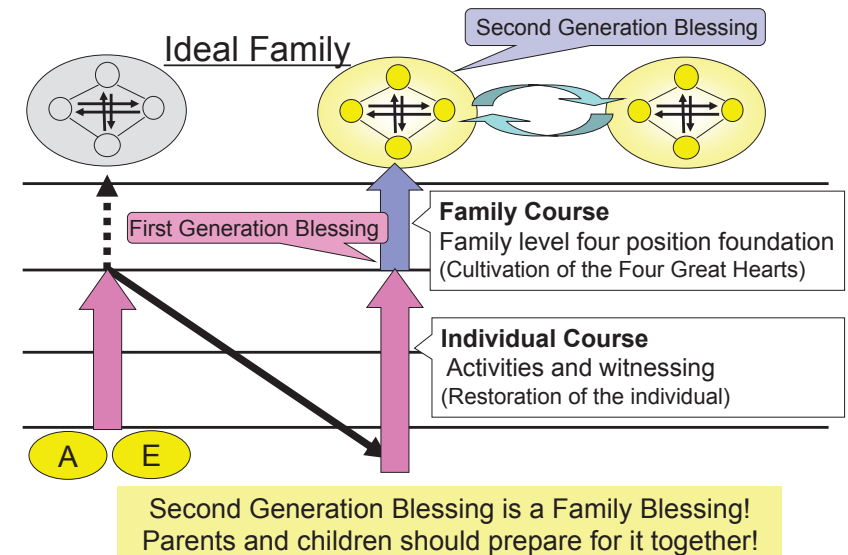 Ideal Family
Second Generation Blessing
First Generation Blessing
Family Course
Family level four position foundation
(Cultivation of the Four Great Hearts)
Individual Course
Activities and witnessing
(Restoration of the individual)
A E
Second Generation Blessing is a Family Blessing!
Parents and children should prepare for it together!